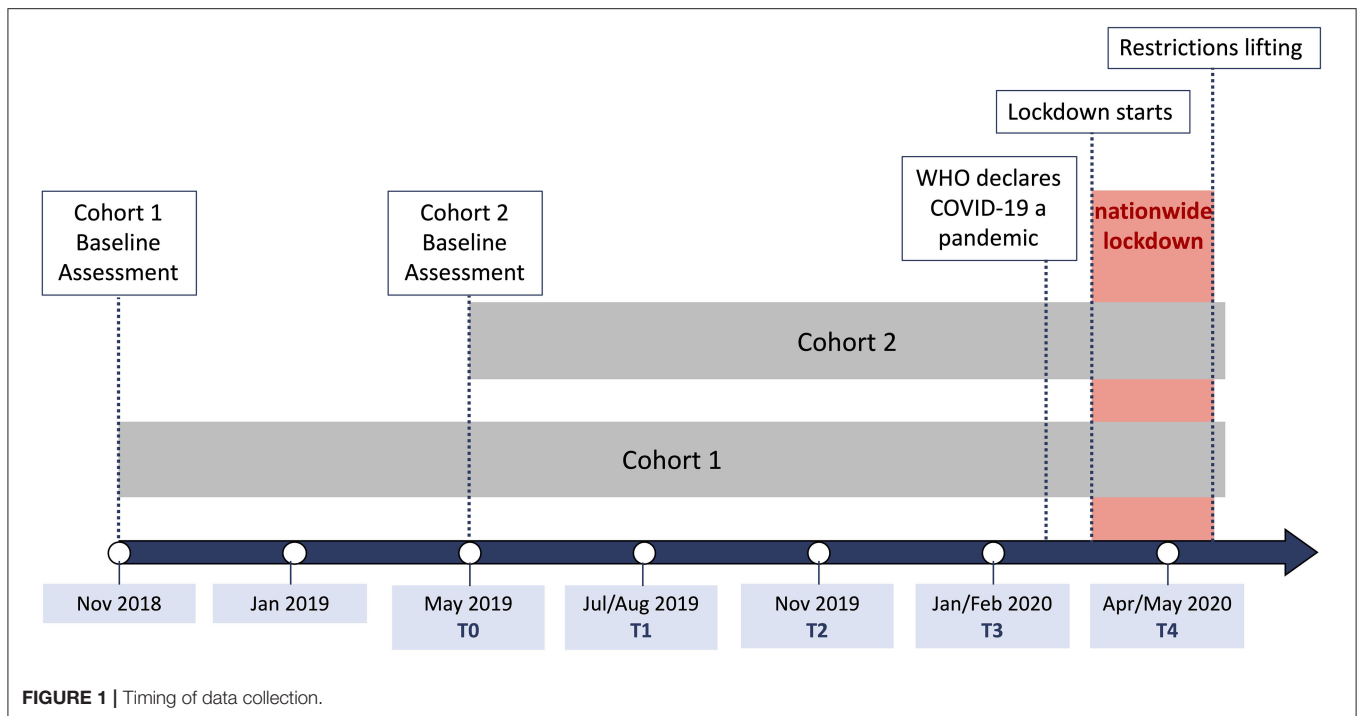 Restrictions lifting
Lockdown starts
WHO declares
COVID-19 a
pandemic
Cohort 1
Baseline
Assessment
Cohort 2
Baseline
Assessment
nationwide
lockdown
Cohort 2
Cohort 1
Nov 2018
Jan 2019
May 2019
T0
Jul/Aug 2019
T1
Nov 2019
T2
Jan/Feb 2020
T3
Apr/May 2020
T4
FIGURE 1 | Timing of data collection.